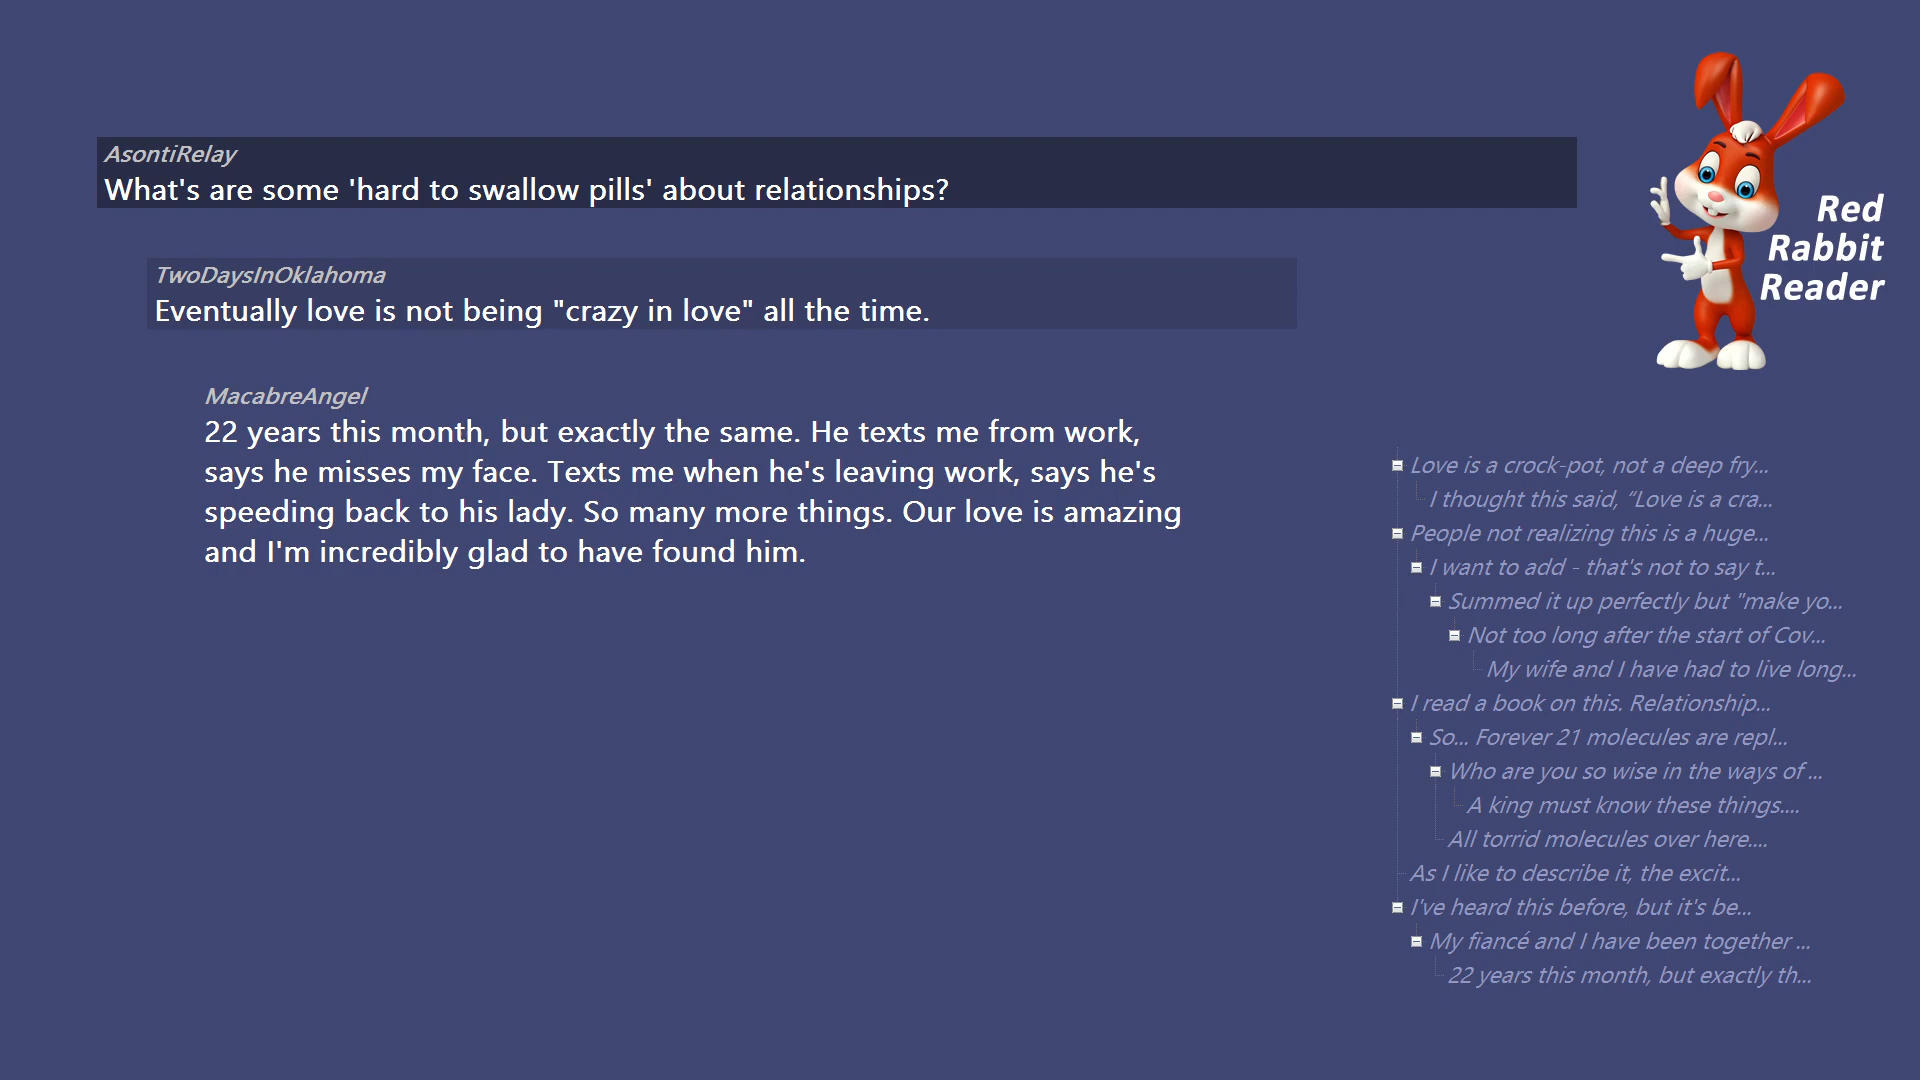 AsontiRelay
What's are some 'hard to swallow pills' about relationships?
TwoDaysInOklahoma
Eventually love is not being "crazy in love" all the time.
MacabreAngel
22 years this month, but exactly the same. He texts me from work,
says he misses my face. Texts me when he's leaving work, says he's
speeding back to his lady. So many more things. Our love is amazing
and I'm incredibly glad to have found him.
Red
Rabbit
Reader
Love is a crock-pot, not a deep fry...
I thought this said, “Love is a cra...
People not realizing this is a huge...
I want to add - that's not to say t...
Summed it up perfectly but "make yo...
Not too long after the start of Cov...
My wife and I have had to live long...
I read a book on this. Relationship...
So... Forever 21 molecules are repl...
Who are you so wise in the ways of ...
A king must know these things....
All torrid molecules over here....
As I like to describe it, the excit...
I've heard this before, but it's be...
My fiancé and I have been together ...
22 years this month, but exactly th...